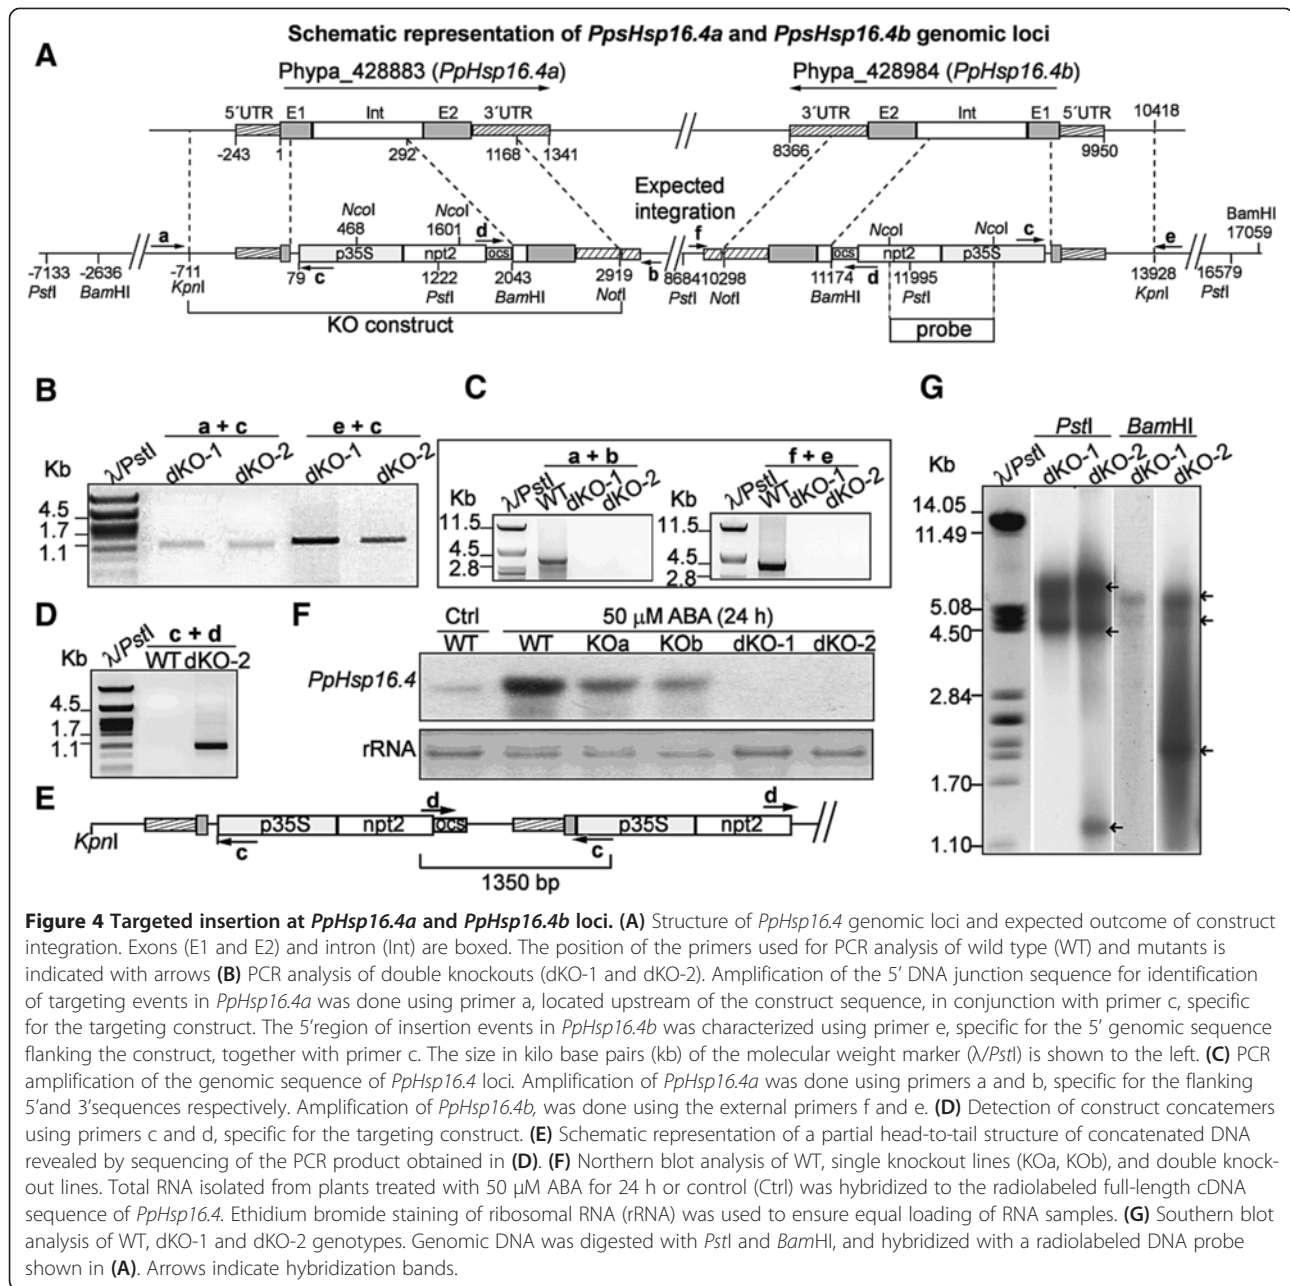 A
Schematic representation of PpsHsp16.4a and PpsHsp16.4b genomic loci
Phypa_428883 (PpHsp16.4a)
Phypa_428984 (PpHsp16.4b)
5´UTR E1 Int E2 3´UTR
3´UTR E2 Int E1 5´UTR 10418
-243 1 292 1168 1341
8366 9950
Expected
integration
NcoI NcoI
468 1601
a d f
NcoI NcoI c
BamHI
17059
p35S npt2 ocs
ocs npt2 p35S e
-7133 -2636 -711 79 c 1222 2043 2919 b
PstI BamHI KpnI PstI BamHI NotI
8684 10298 11174 d 11995 13928 16579
PstI NotI BamHI PstI KpnI PstI
KO construct
probe
B
a + c e + c
λ/PstI dKO-1 dKO-2 dKO-1 dKO-2
Kb
4.5
1.7
1.1
C
a + b f + e
Kb λ/PstI WT dKO-1 dKO-2
11.5
4.5
2.8
Kb λ/PstI WT dKO-1 dKO-2
11.5
4.5
2.8
G
PstI BamHI
λ/PstI dKO-1 dKO-2 dKO-1 dKO-2
Kb
14.05
11.49
5.08
4.50
2.84
1.70
1.10
D
c + d
λ/PstI WT dKO-2
Kb
4.5
1.7
1.1
F
Ctrl 50 µM ABA (24 h)
WT WT KOa KOb dKO-1 dKO-2
PpHsp16.4
rRNA
E
d d
p35S npt2 ocs p35S npt2
KpnI c c
1350 bp
Figure 4 Targeted insertion at PpHsp16.4a and PpHsp16.4b loci. (A) Structure of PpHsp16.4 genomic loci and expected outcome of construct
integration. Exons (E1 and E2) and intron (Int) are boxed. The position of the primers used for PCR analysis of wild type (WT) and mutants is
indicated with arrows (B) PCR analysis of double knockouts (dKO-1 and dKO-2). Amplification of the 5’ DNA junction sequence for identification
of targeting events in PpHsp16.4a was done using primer a, located upstream of the construct sequence, in conjunction with primer c, specific
for the targeting construct. The 5’region of insertion events in PpHsp16.4b was characterized using primer e, specific for the 5’ genomic sequence
flanking the construct, together with primer c. The size in kilo base pairs (kb) of the molecular weight marker (λ/PstI) is shown to the left. (C) PCR
amplification of the genomic sequence of PpHsp16.4 loci. Amplification of PpHsp16.4a was done using primers a and b, specific for the flanking
5’and 3’sequences respectively. Amplification of PpHsp16.4b, was done using the external primers f and e. (D) Detection of construct concatemers
using primers c and d, specific for the targeting construct. (E) Schematic representation of a partial head-to-tail structure of concatenated DNA
revealed by sequencing of the PCR product obtained in (D). (F) Northern blot analysis of WT, single knockout lines (KOa, KOb), and double knock-
out lines. Total RNA isolated from plants treated with 50 µM ABA for 24 h or control (Ctrl) was hybridized to the radiolabeled full-length cDNA
sequence of PpHsp16.4. Ethidium bromide staining of ribosomal RNA (rRNA) was used to ensure equal loading of RNA samples. (G) Southern blot
analysis of WT, dKO-1 and dKO-2 genotypes. Genomic DNA was digested with PstI and BamHI, and hybridized with a radiolabeled DNA probe
shown in (A). Arrows indicate hybridization bands.